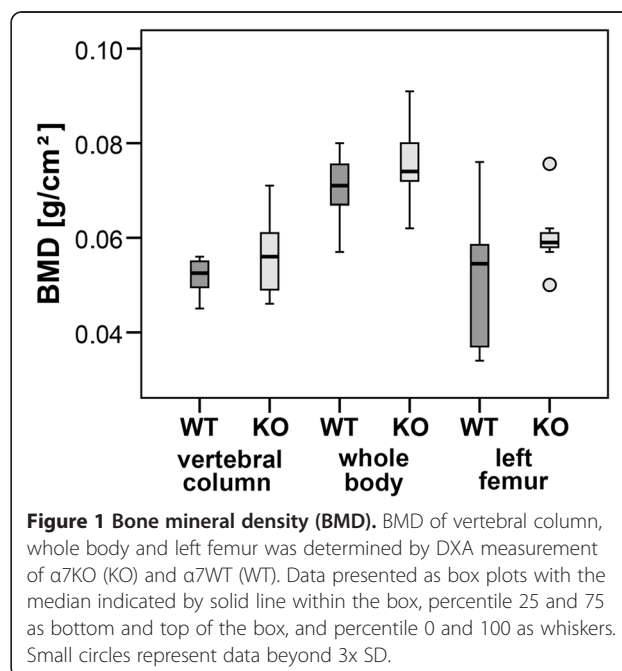 0.10
0.08
0.06
0.04
BMD [g/cm²]
WT KO WT KO WT KO
vertebral column whole body left femur
Figure 1 Bone mineral density (BMD). BMD of vertebral column,
whole body and left femur was determined by DXA measurement
of α7KO (KO) and α7WT (WT). Data presented as box plots with the
median indicated by solid line within the box, percentile 25 and 75
as bottom and top of the box, and percentile 0 and 100 as whiskers.
Small circles represent data beyond 3x SD.